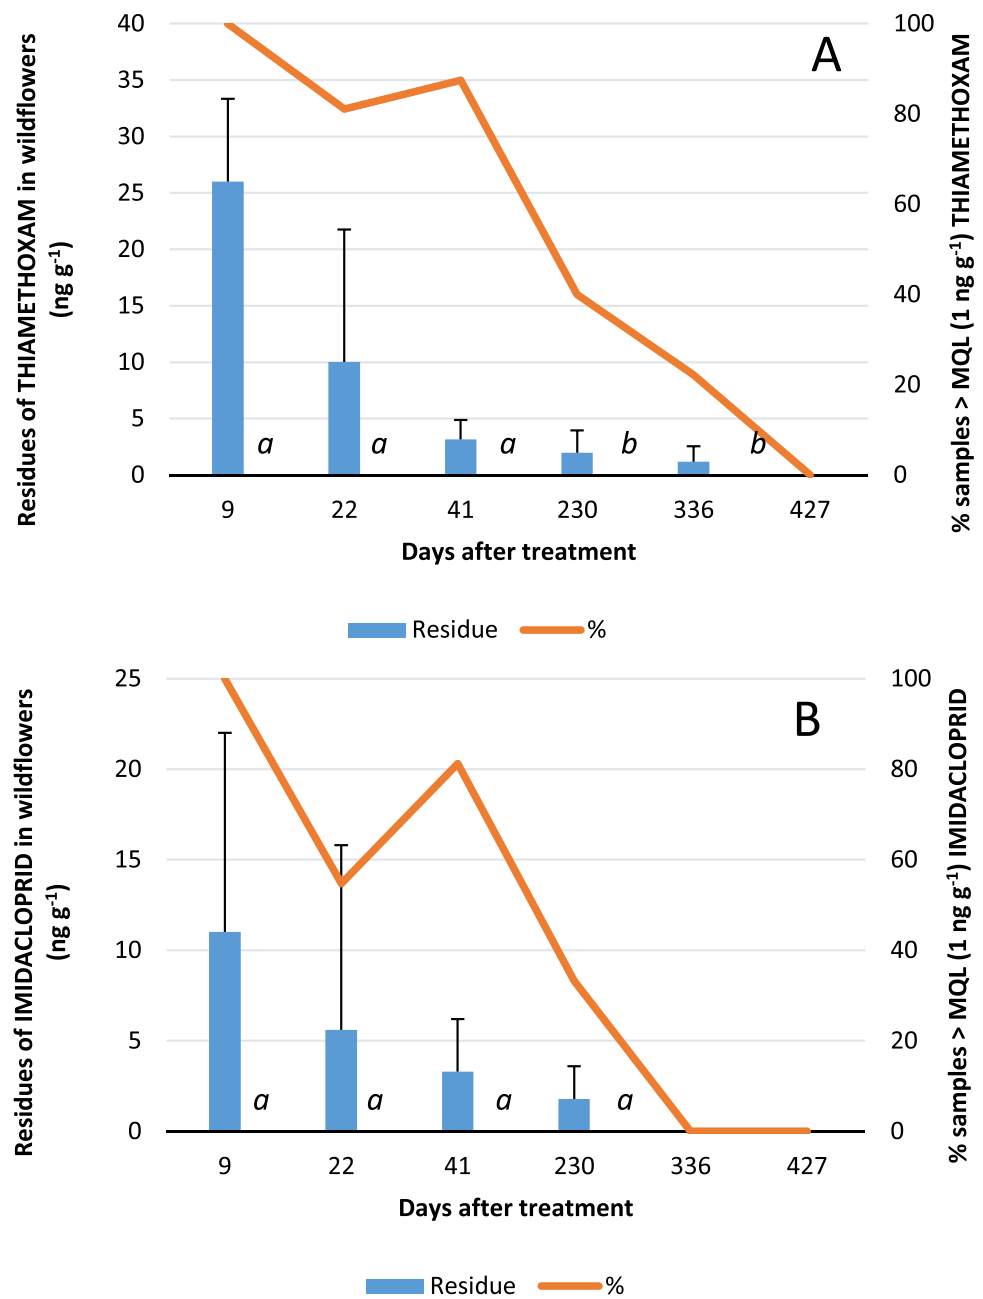 A
Residues of THIAMETHOXAM in wildflowers
(ng g⁻¹)
40
35
30
25
20
15
10
5
0
100
80
60
40
20
0
% samples > MQL (1 ng g⁻¹) THIAMETHOXAM
a a a b b
9 22 41 230 336 427
Days after treatment
Residue %
B
Residues of IMIDACLOPRID in wildflowers
(ng g⁻¹)
25
20
15
10
5
0
100
80
60
40
20
0
% samples > MQL (1 ng g⁻¹) IMIDACLOPRID
a a a a
9 22 41 230 336 427
Days after treatment
Residue %